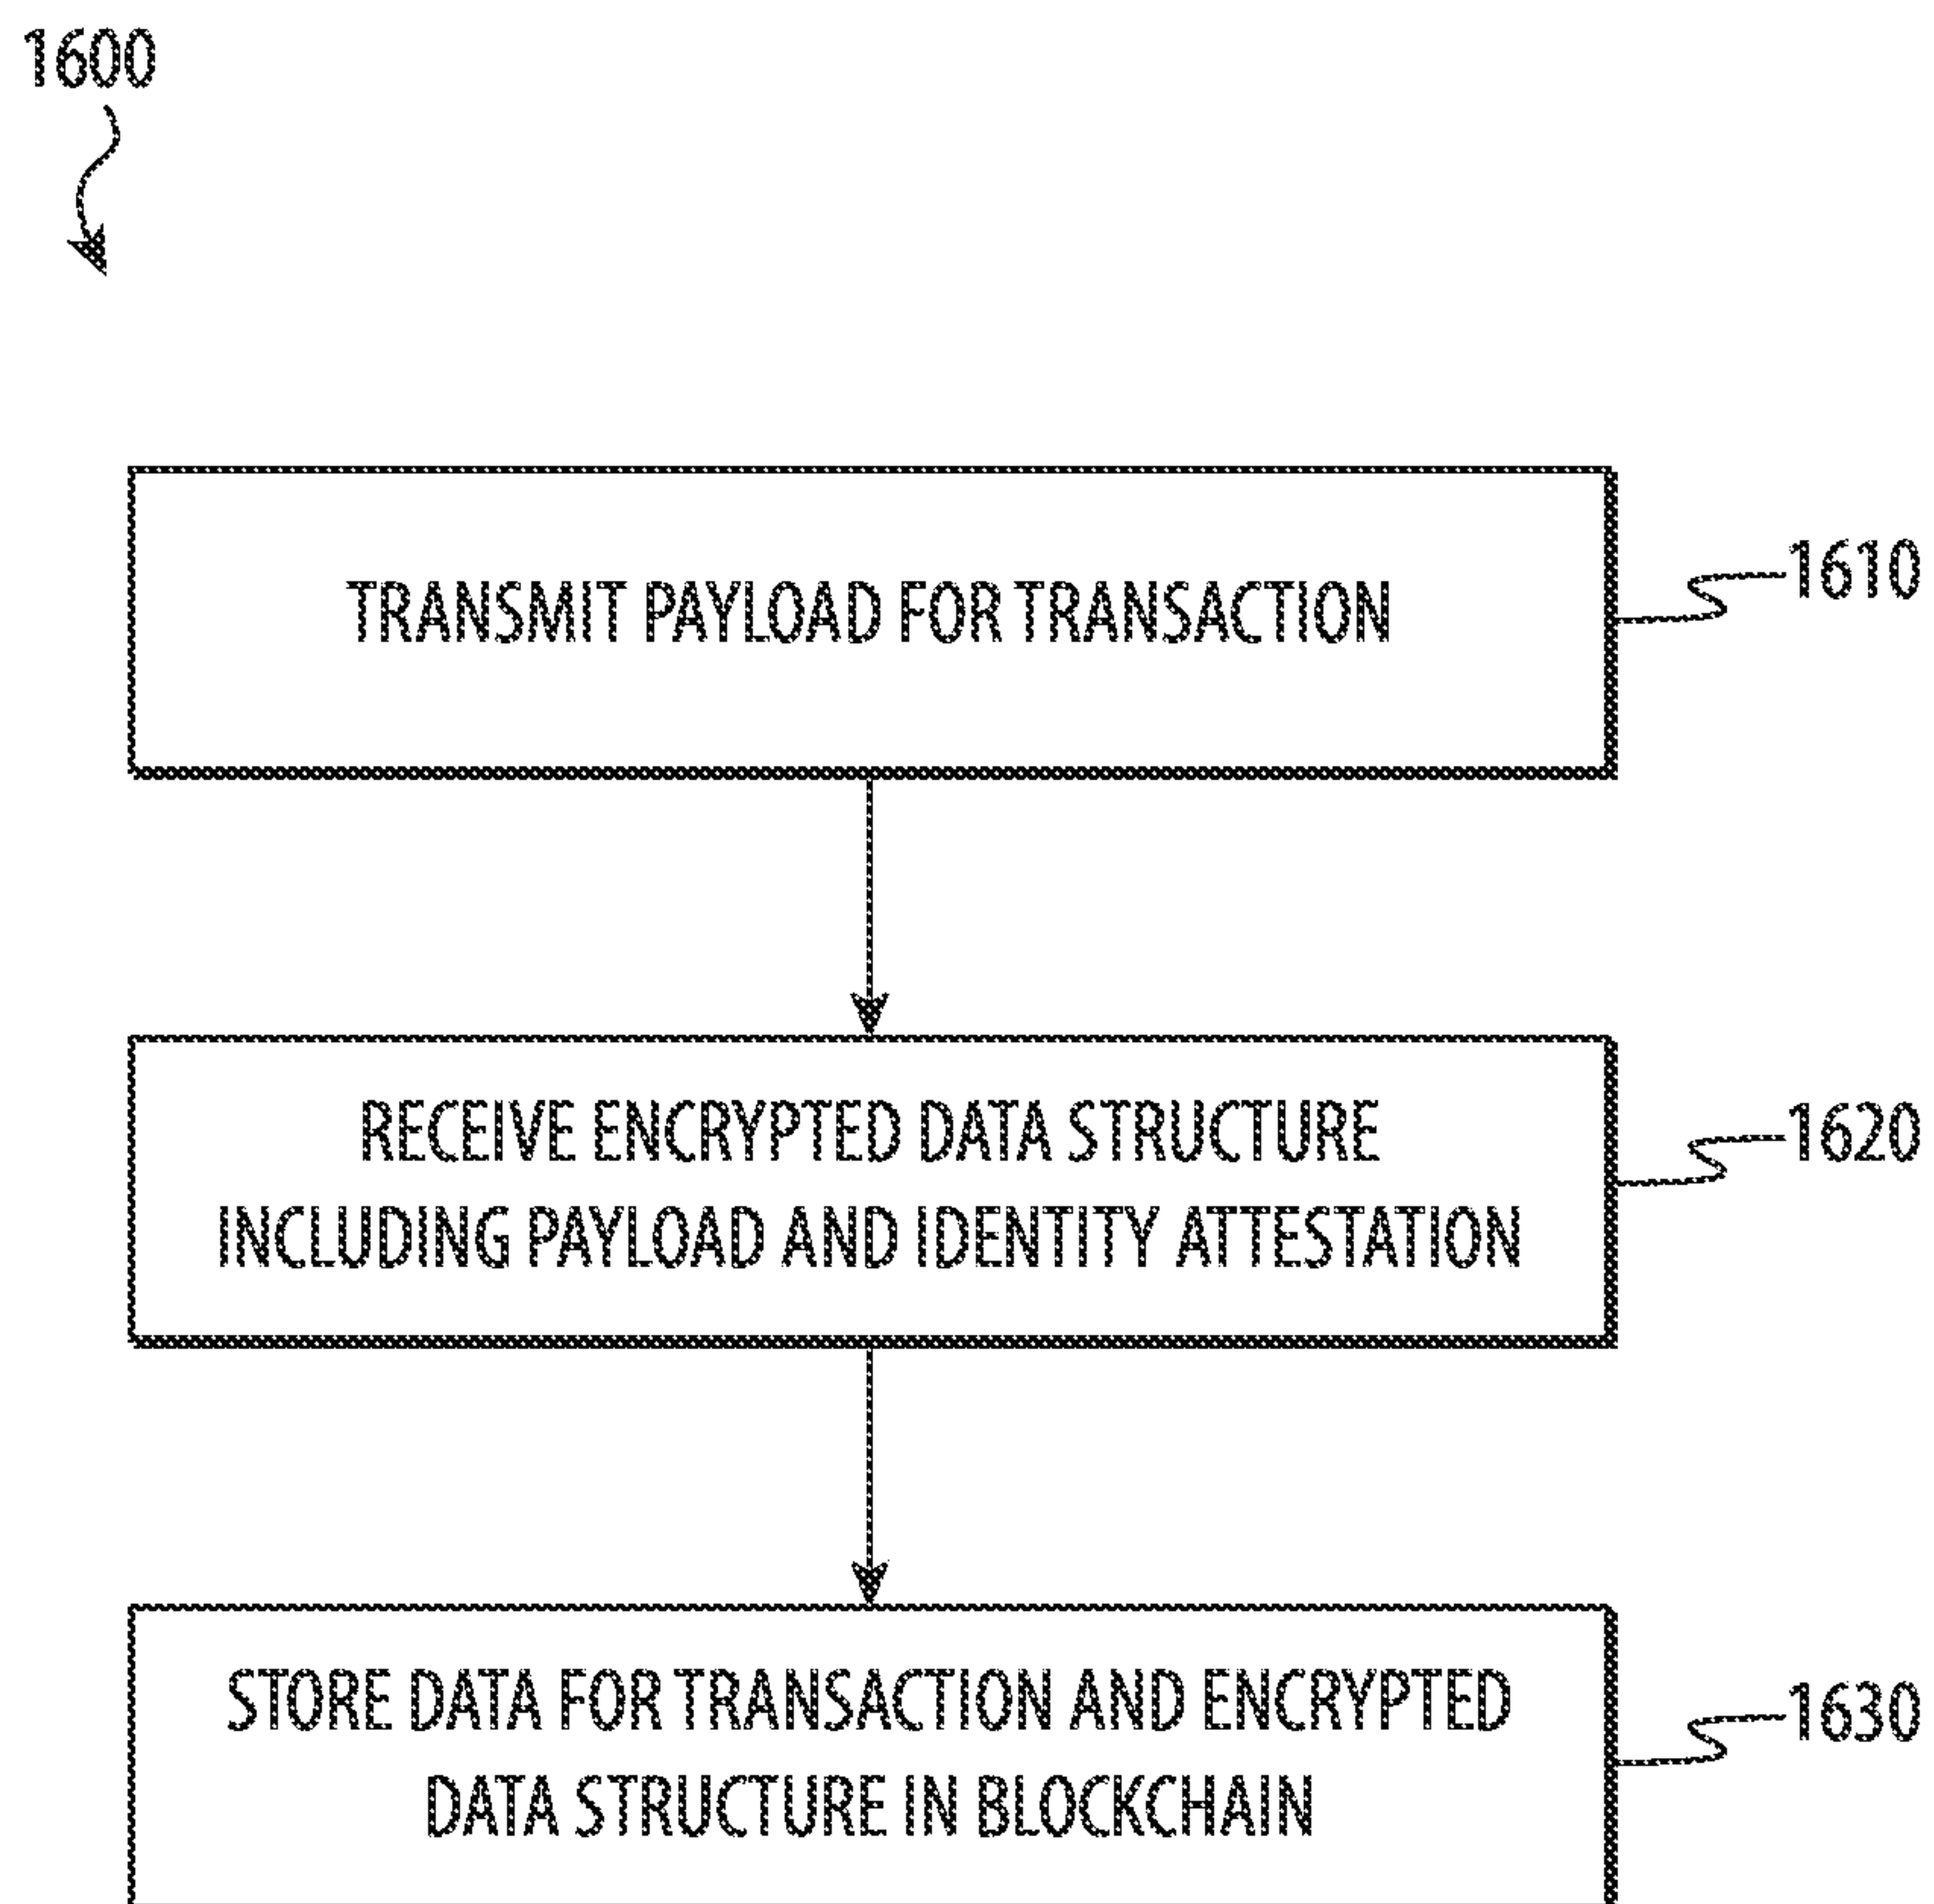 1600
TRANSMIT PAYLOAD FOR TRANSACTION
1610
RECEIVE ENCRYPTED DATA STRUCTURE
INCLUDING PAYLOAD AND IDENTITY ATTESTATION
1620
STORE DATA FOR TRANSACTION AND ENCRYPTED
DATA STRUCTURE IN BLOCKCHAIN
1630